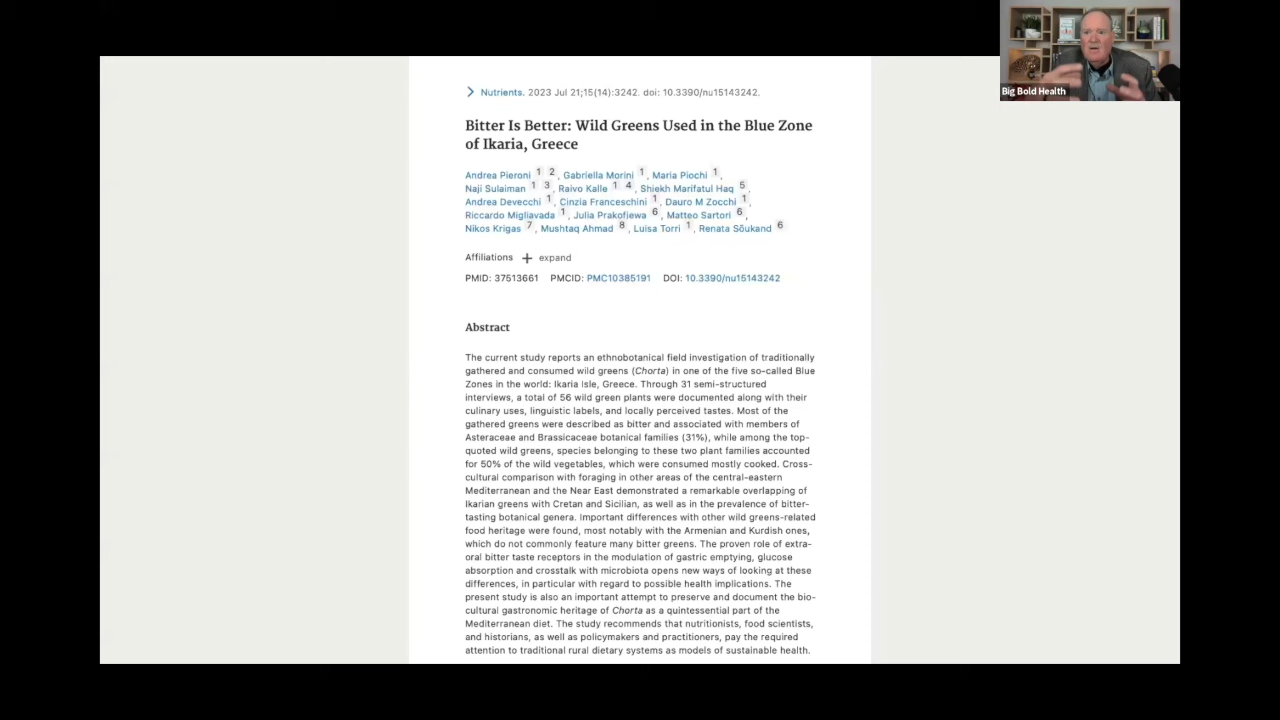 Big Bold Health
Nutrients. 2023 Jul 21;15(14):3242. doi: 10.3390/nu15143242.
Bitter Is Better: Wild Greens Used in the Blue Zone
of Ikaria, Greece
Andrea Pieroni 1 2, Gabriella Morini 1, Maria Piochi 1,
Naji Sulaiman 1 3, Raivo Kalle 1 4, Shiekh Marifatul Haq 5,
Andrea Devecchi 1, Cinzia Franceschini 1, Dauro M Zocchi 1,
Riccardo Migliavada 1, Julia Prakofjewa 6, Matteo Sartori 6,
Nikos Krigas 7, Mushtaq Ahmad 8, Luisa Torri 1, Renata Sõukand 6
Affiliations + expand
PMID: 37513661 PMCID: PMC10385191 DOI: 10.3390/nu15143242
Abstract
The current study reports an ethnobotanical field investigation of traditionally
gathered and consumed wild greens (Chorta) in one of the five so-called Blue
Zones in the world: Ikaria Isle, Greece. Through 31 semi-structured
interviews, a total of 56 wild green plants were documented along with their
culinary uses, linguistic labels, and locally perceived tastes. Most of the
gathered greens were described as bitter and associated with members of
Asteraceae and Brassicaceae botanical families (31%), while among the top-
quoted wild greens, species belonging to these two plant families accounted
for 50% of the wild vegetables, which were consumed mostly cooked. Cross-
cultural comparison with foraging in other areas of the central-eastern
Mediterranean and the Near East demonstrated a remarkable overlapping of
Ikarian greens with Cretan and Sicilian, as well as in the prevalence of bitter-
tasting botanical genera. Important differences with other wild greens-related
food heritage were found, most notably with the Armenian and Kurdish ones,
which do not commonly feature many bitter greens. The proven role of extra-
oral bitter taste receptors in the modulation of gastric emptying, glucose
absorption and crosstalk with microbiota opens new ways of looking at these
differences, in particular with regard to possible health implications. The
present study is also an important attempt to preserve and document the bio-
cultural gastronomic heritage of Chorta as a quintessential part of the
Mediterranean diet. The study recommends that nutritionists, food scientists,
and historians, as well as policymakers and practitioners, pay the required
attention to traditional rural dietary systems as models of sustainable health.